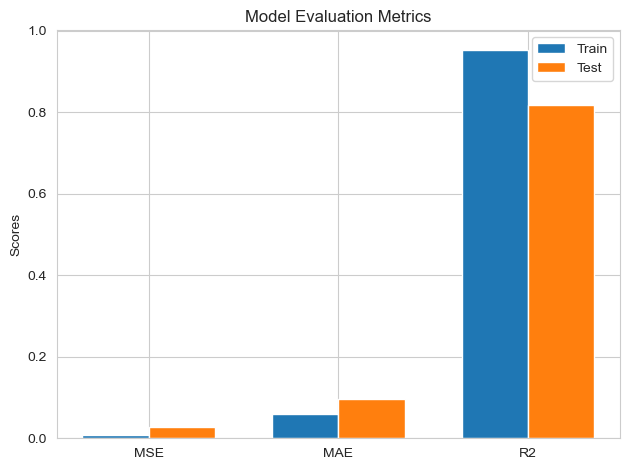 Model Evaluation Metrics
Train
Test
Scores
1.0
0.8
0.6
0.4
0.2
0.0
MSE
MAE
R2